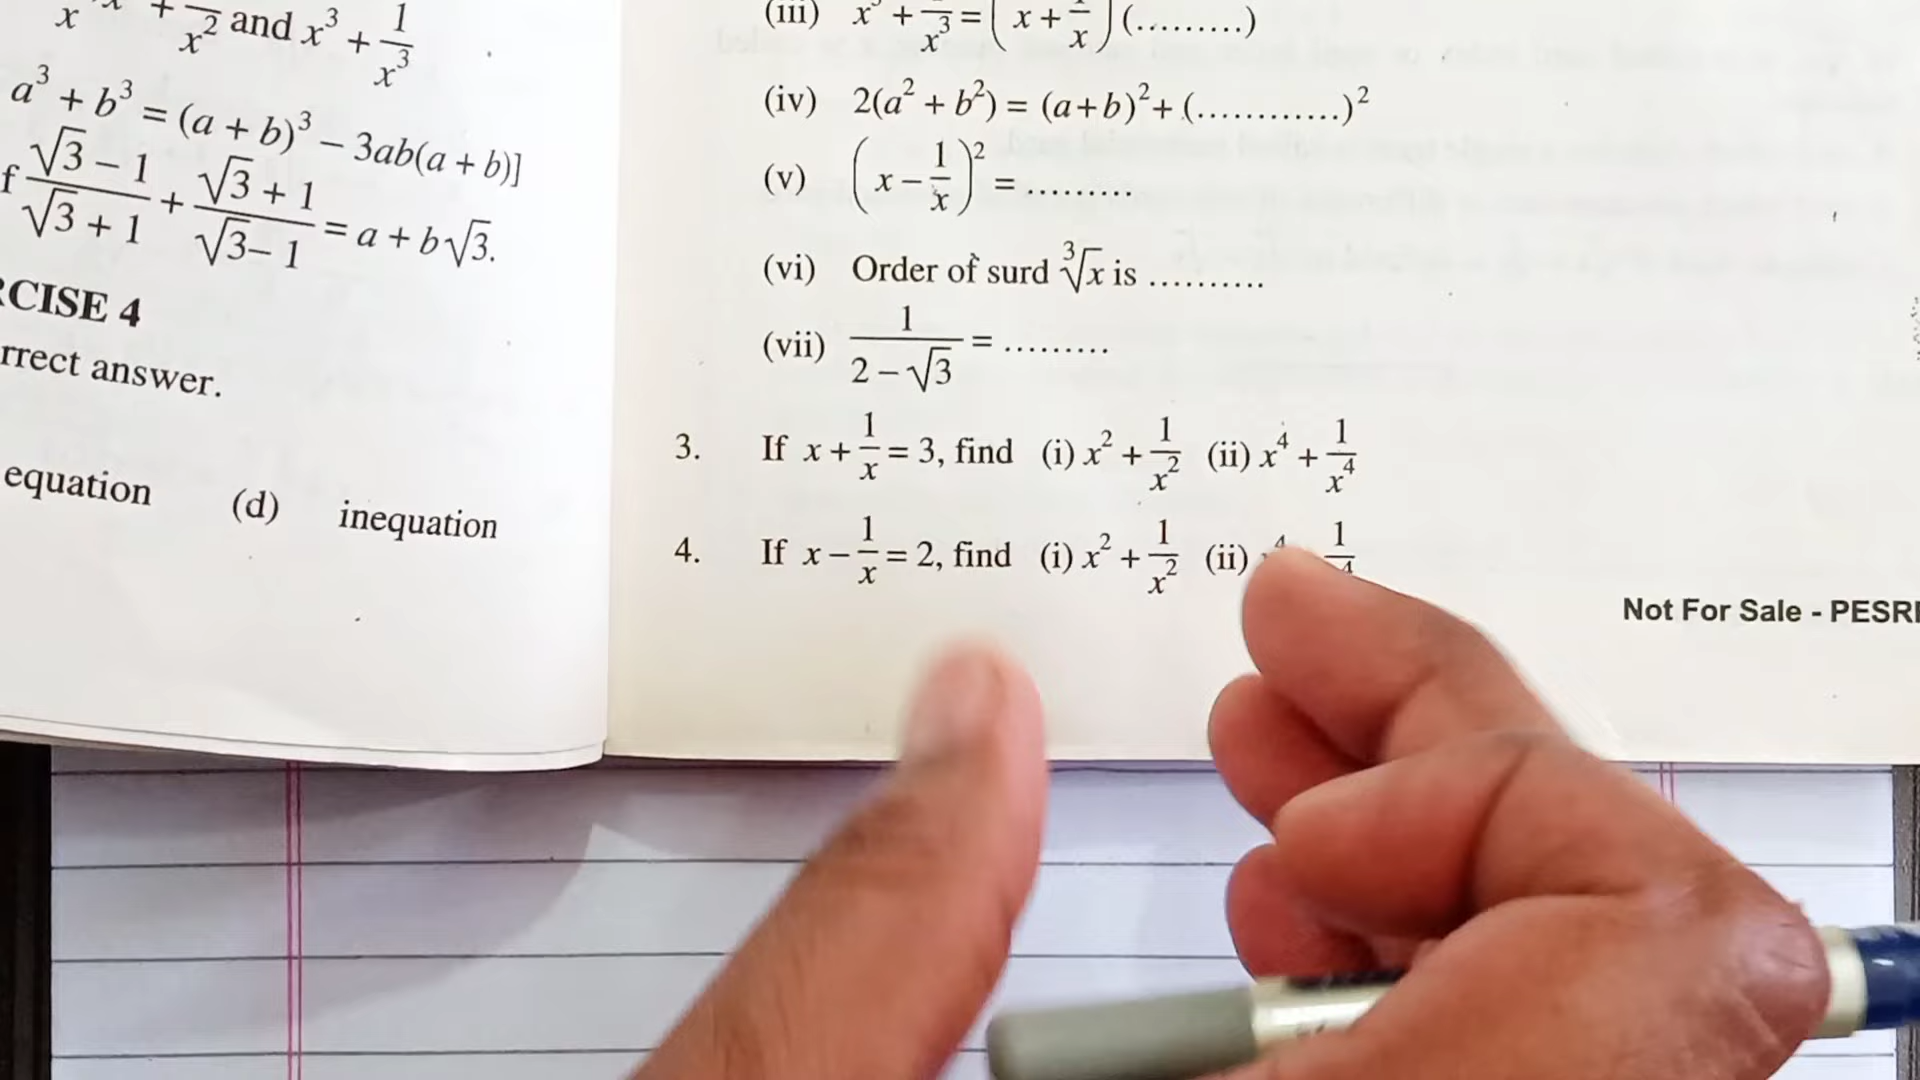 x + 1/x² and x³ + 1/x³
a³ + b³ = (a + b)³ − 3ab(a + b)]
f (√3 − 1)/(√3 + 1) + (√3 + 1)/(√3 − 1) = a + b√3.
RCISE 4
rrect answer.
equation (d) inequation
(iii) x³ + 1/x³ = (x + 1/x)(.........)
(iv) 2(a² + b²) = (a+b)² + (............)²
(v) (x − 1/x)² = .........
(vi) Order of surd ∛x is ..........
(vii) 1/(2 − √3) = .........
3. If x + 1/x = 3, find (i) x² + 1/x² (ii) x⁴ + 1/x⁴
4. If x − 1/x = 2, find (i) x² + 1/x² (ii)
Not For Sale - PESR